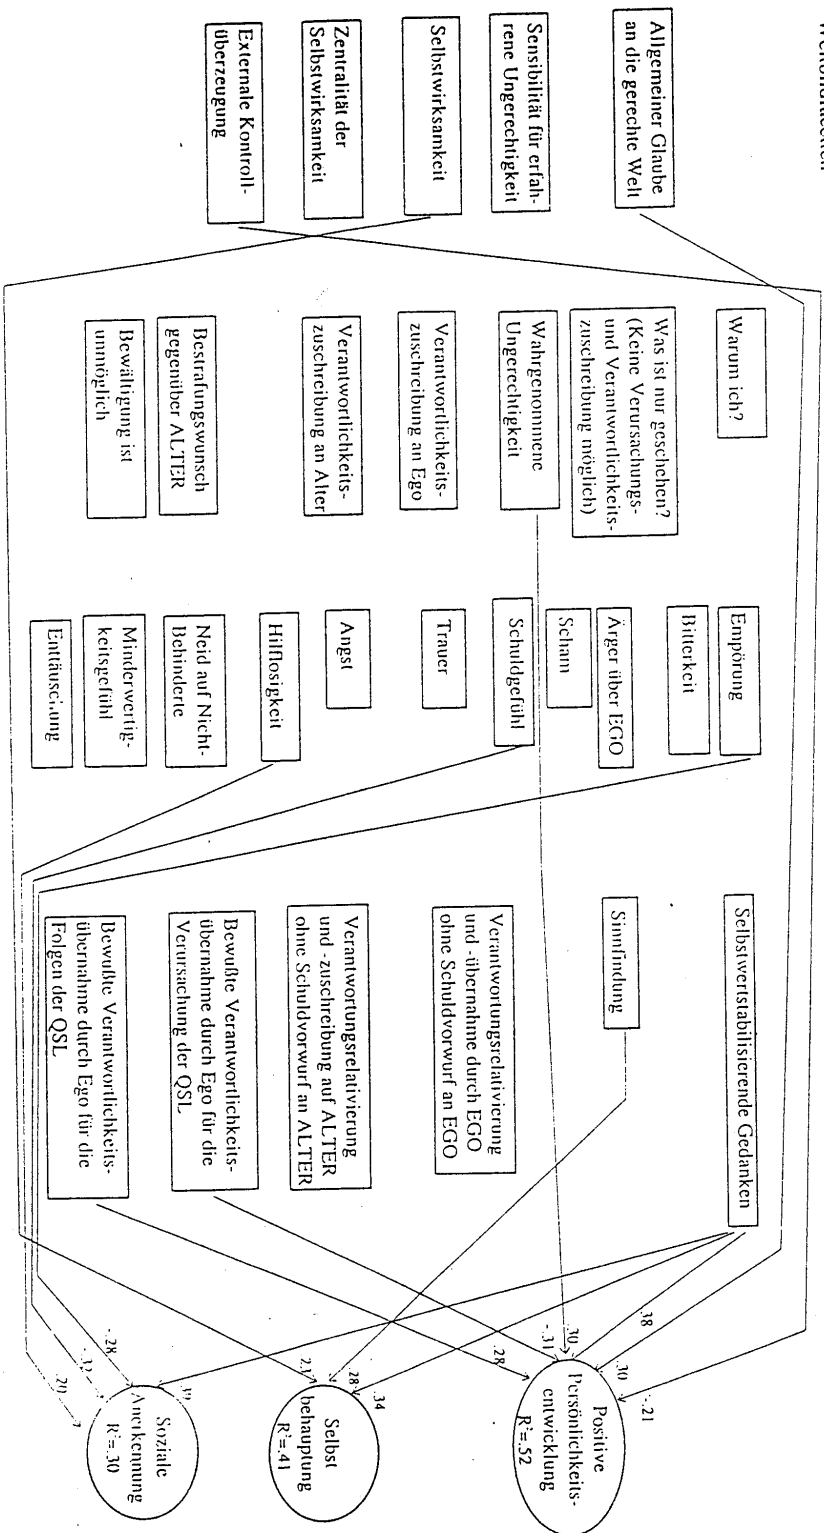 Allgemeiner Glaube
an die gerechte Welt
Sensibilität für erfah-
rene Ungerechtigkeit
Selbstwirksamkeit
Zentralität der
Selbstwirksamkeit
Externale Kontroll-
überzeugung
Warum ich?
Was ist nur geschehen?
(Keine Verursachungs-
und Verantwortlichkeits-
zuschreibung möglich)
Wahrgenommene
Ungerechtigkeit
Verantwortlichkeits-
zuschreibung an Ego
Verantwortlichkeits-
zuschreibung an Alter
Bestrafungswunsch
gegenüber ALTER
Bewältigung ist
unmöglich
Empörung
Bitterkeit
Ärger über EGO
Scham
Schuldgefühl
Trauer
Angst
Hilflosigkeit
Neid auf Nicht-
Behinderte
Minderwertig-
keitsgefühl
Enttäuschung
Selbstwertstabilisierende Gedanken
Sinnfindung
Verantwortungsrelativierung
und -übernahme durch EGO
ohne Schuldvorwurf an EGO
Verantwortungsrelativierung
und -zuschreibung auf ALTER
ohne Schuldvorwurf an ALTER
Bewußte Verantwortlichkeits-
übernahme durch Ego für die
Verursachung der QSL
Bewußte Verantwortlichkeits-
übernahme durch Ego für die
Folgen der QSL
-.21
.30
.38
.30
-.31
.28
.34
.28
-.28
-.32
.20
Positive
Persönlichkeits-
entwicklung
R²=.52
Selbst
behauptung
R²=.41
Soziale
Anerkennung
R²=.30